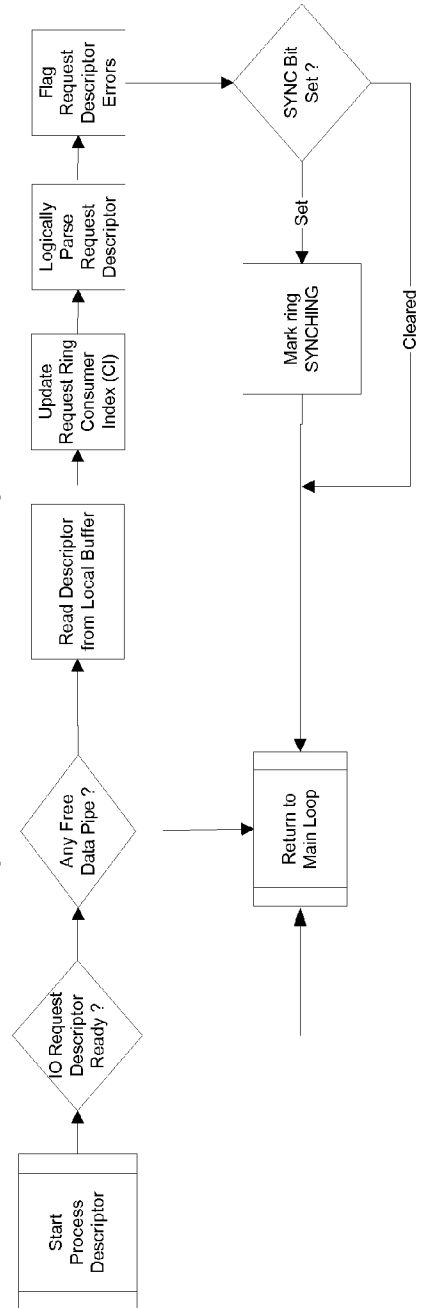 Start
Process
Descriptor
IO Request
Descriptor
Ready ?
Any Free
Data Pipe ?
Read Descriptor
from Local Buffer
Update
Request Ring
Consumer
Index (CI)
Logically
Parse
Request
Descriptor
Flag
Request
Descriptor
Errors
SYNC Bit
Set ?
Set
Mark ring
SYNCHING
Cleared
Return to
Main Loop